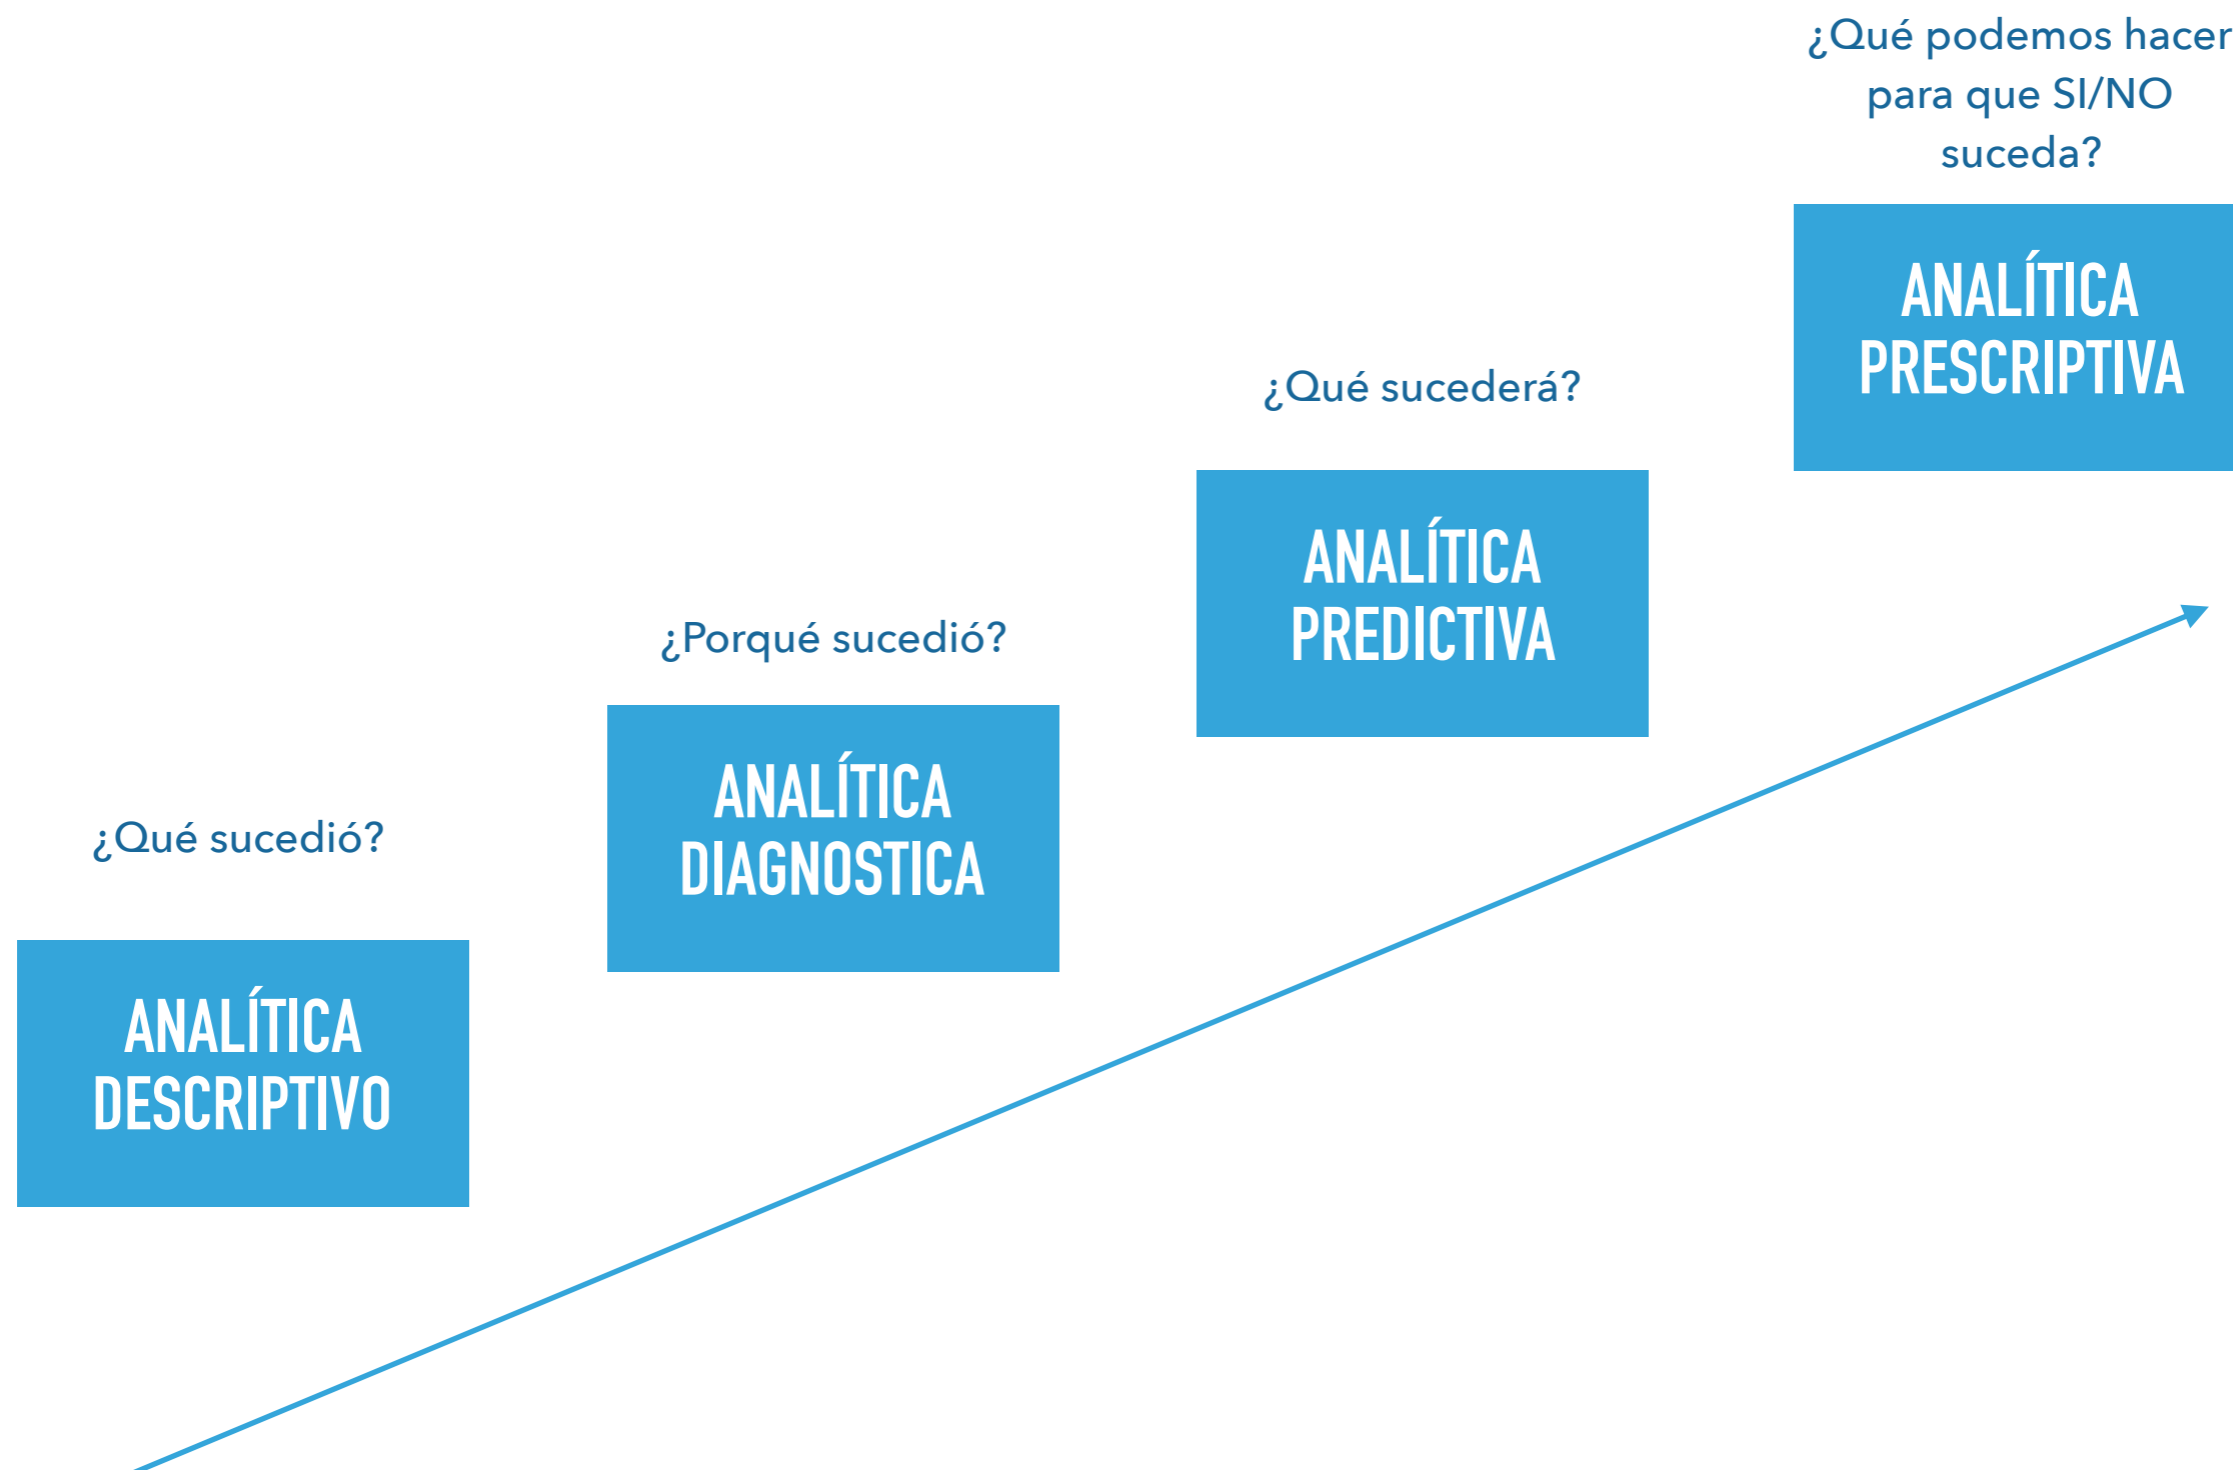 ¿Qué sucedió?
ANALÍTICA
DESCRIPTIVO
¿Porqué sucedió?
ANALÍTICA
DIAGNOSTICA
¿Qué sucederá?
ANALÍTICA
PREDICTIVA
¿Qué podemos hacer
para que SI/NO
suceda?
ANALÍTICA
PRESCRIPTIVA